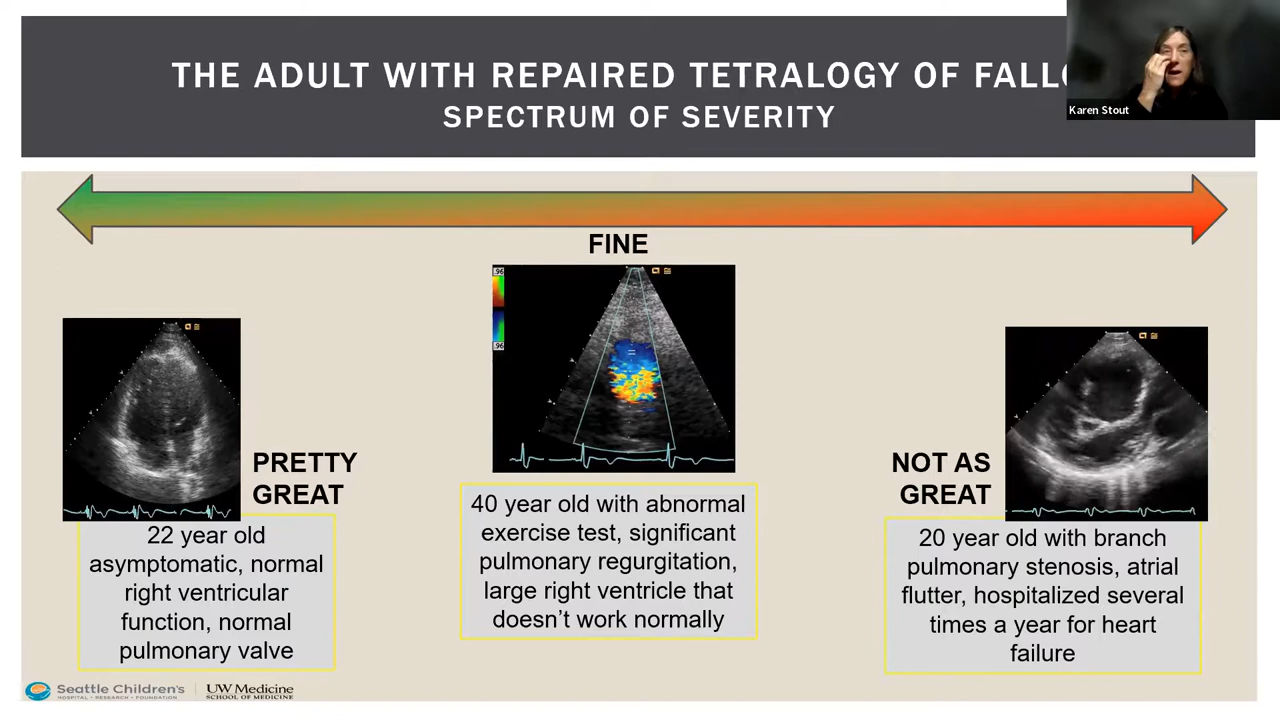 THE ADULT WITH REPAIRED TETRALOGY OF FALLO
SPECTRUM OF SEVERITY
Karen Stout
FINE
.96
.96
PRETTY
GREAT
NOT AS
GREAT
22 year old
asymptomatic, normal
right ventricular
function, normal
pulmonary valve
40 year old with abnormal
exercise test, significant
pulmonary regurgitation,
large right ventricle that
doesn't work normally
20 year old with branch
pulmonary stenosis, atrial
flutter, hospitalized several
times a year for heart
failure
Seattle Children's
HOSPITAL • RESEARCH • FOUNDATION
UW Medicine
SCHOOL OF MEDICINE